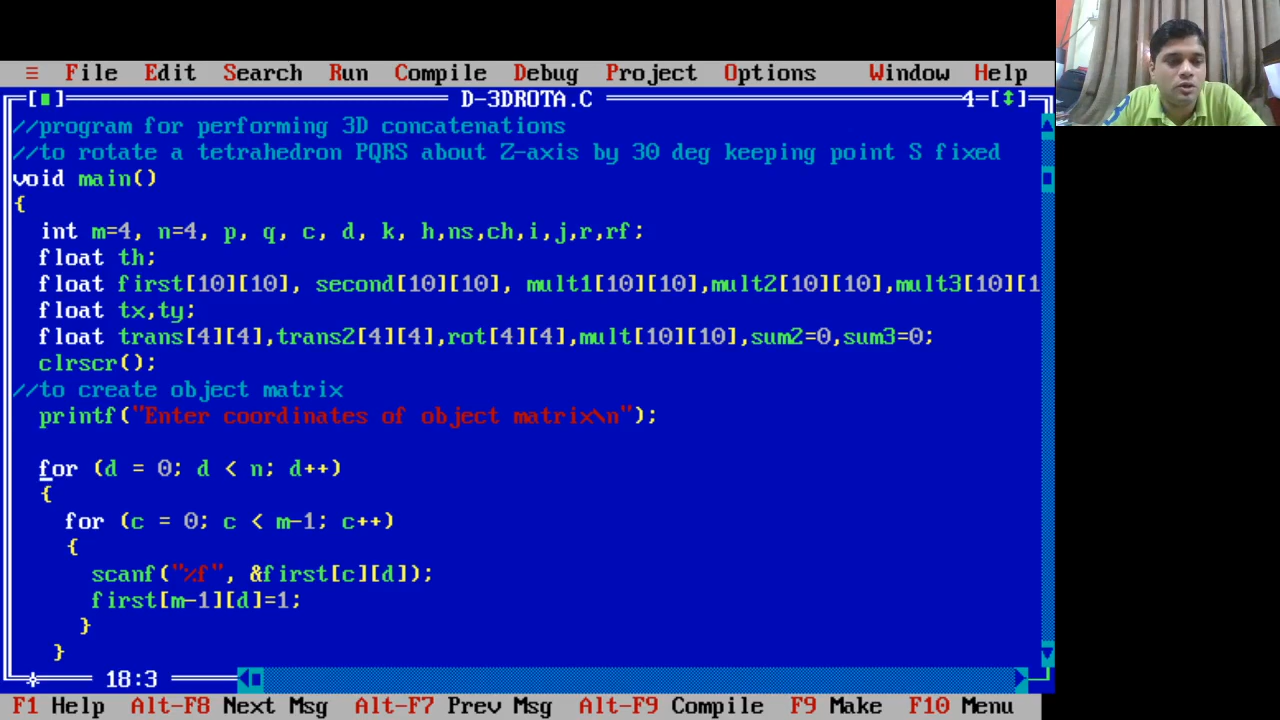 ≡ File Edit Search Run Compile Debug Project Options Window Help
[■] D-3DROTA.C 4=[↕]
//program for performing 3D concatenations
//to rotate a tetrahedron PQRS about Z-axis by 30 deg keeping point S fixed
void main()
{
int m=4, n=4, p, q, c, d, k, h,ns,ch,i,j,r,rf;
float th;
float first[10][10], second[10][10], mult1[10][10],mult2[10][10],mult3[10][1
float tx,ty;
float trans[4][4],trans2[4][4],rot[4][4],mult[10][10],sum2=0,sum3=0;
clrscr();
//to create object matrix
printf("Enter coordinates of object matrix\n");
for (d = 0; d < n; d++)
{
for (c = 0; c < m-1; c++)
{
scanf("%f", &first[c][d]);
first[m-1][d]=1;
}
}
18:3
F1 Help Alt-F8 Next Msg Alt-F7 Prev Msg Alt-F9 Compile F9 Make F10 Menu